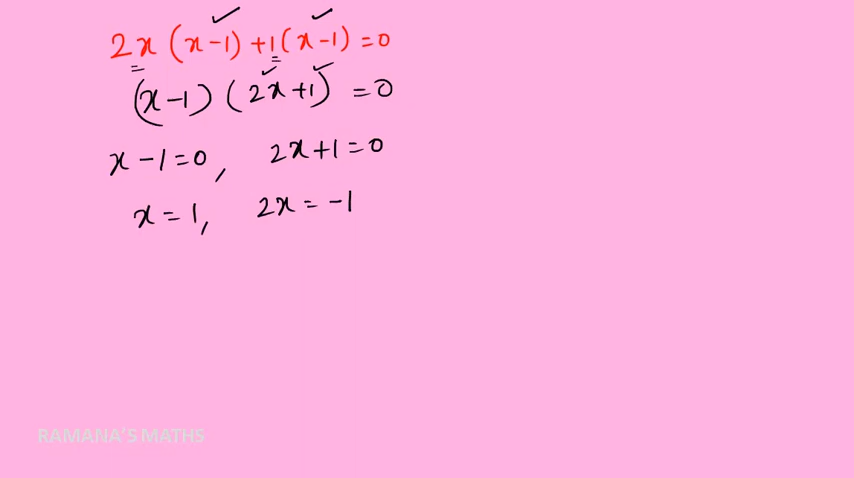 2x (x-1) +1(x-1) =0
(x-1) (2x+1) =0
x-1=0, 2x+1=0
x=1, 2x=-1
RAMANA'S MATHS